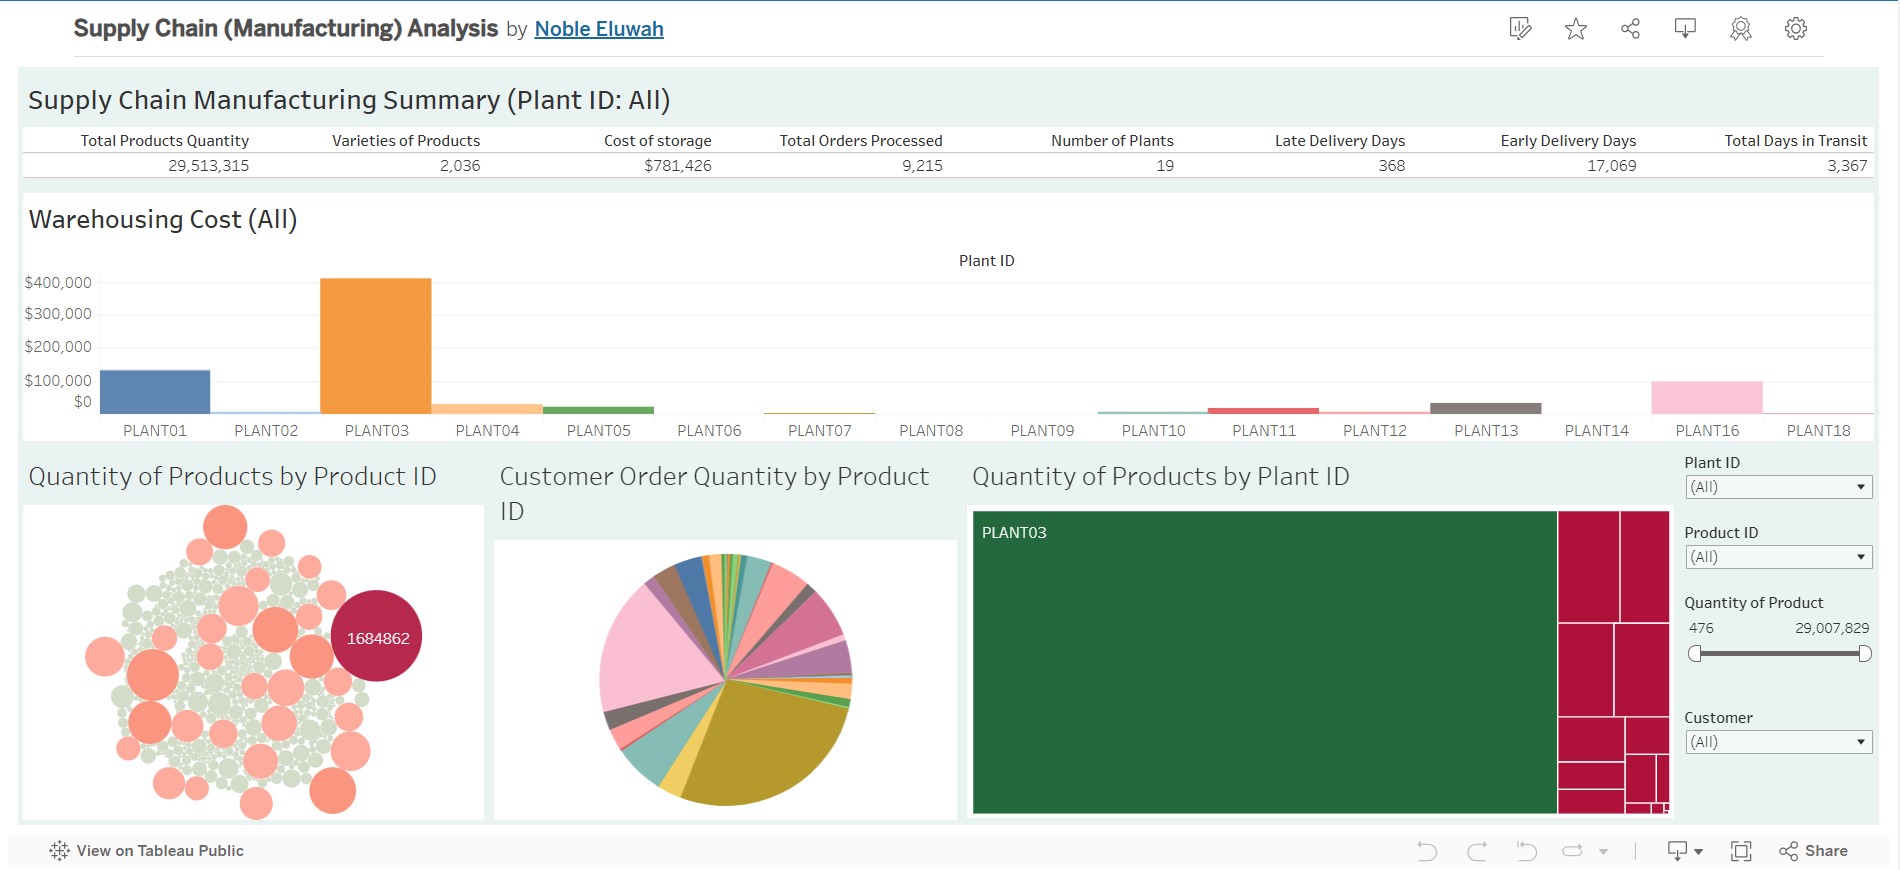 Supply Chain (Manufacturing) Analysis by Noble Eluwah
Supply Chain Manufacturing Summary (Plant ID: All)
Total Products Quantity Varieties of Products Cost of storage Total Orders Processed Number of Plants Late Delivery Days Early Delivery Days Total Days in Transit
29,513,315 2,036 $781,426 9,215 19 368 17,069 3,367
Warehousing Cost (All)
Plant ID
$400,000
$300,000
$200,000
$100,000
$0
PLANT01 PLANT02 PLANT03 PLANT04 PLANT05 PLANT06 PLANT07 PLANT08 PLANT09 PLANT10 PLANT11 PLANT12 PLANT13 PLANT14 PLANT16 PLANT18
Quantity of Products by Product ID
1684862
Customer Order Quantity by Product
ID
Quantity of Products by Plant ID
PLANT03
Plant ID
(All)
Product ID
(All)
Quantity of Product
476 29,007,829
Customer
(All)
View on Tableau Public
Share